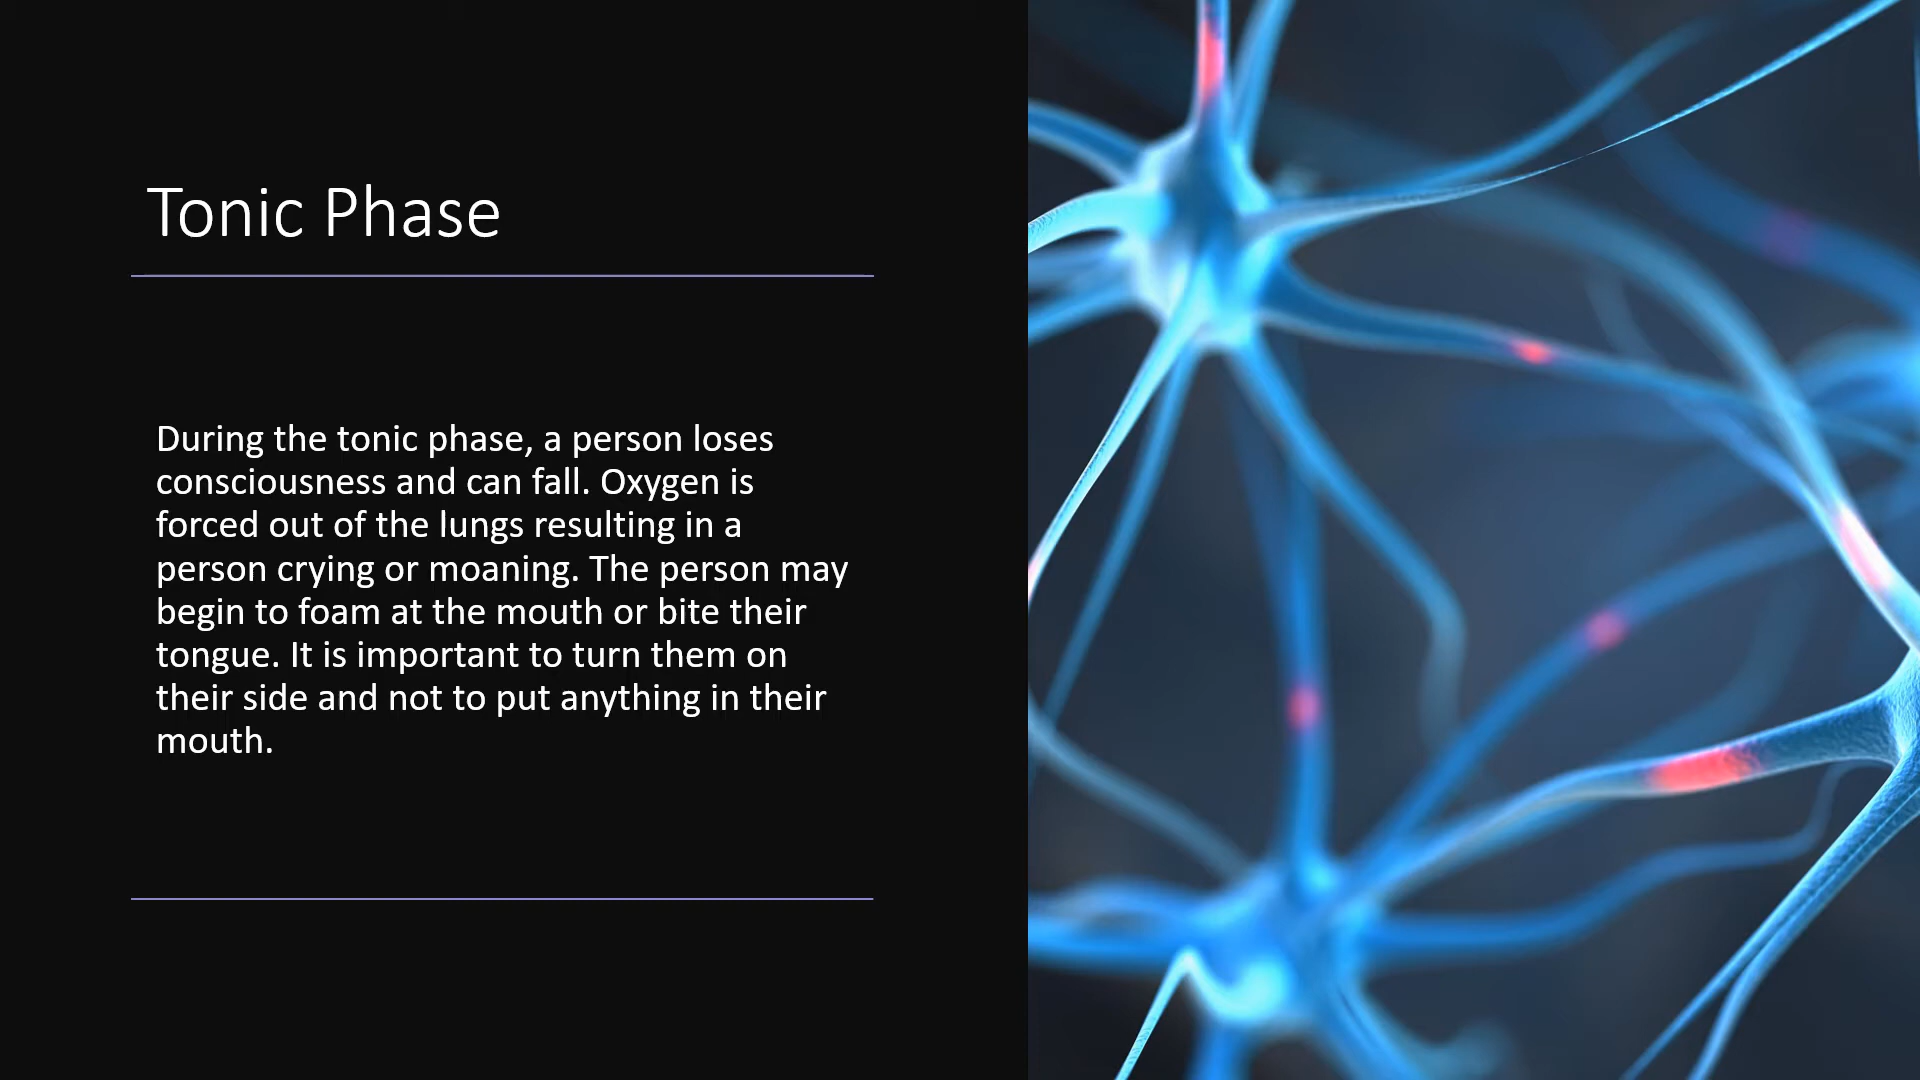 Tonic Phase
During the tonic phase, a person loses
consciousness and can fall. Oxygen is
forced out of the lungs resulting in a
person crying or moaning. The person may
begin to foam at the mouth or bite their
tongue. It is important to turn them on
their side and not to put anything in their
mouth.